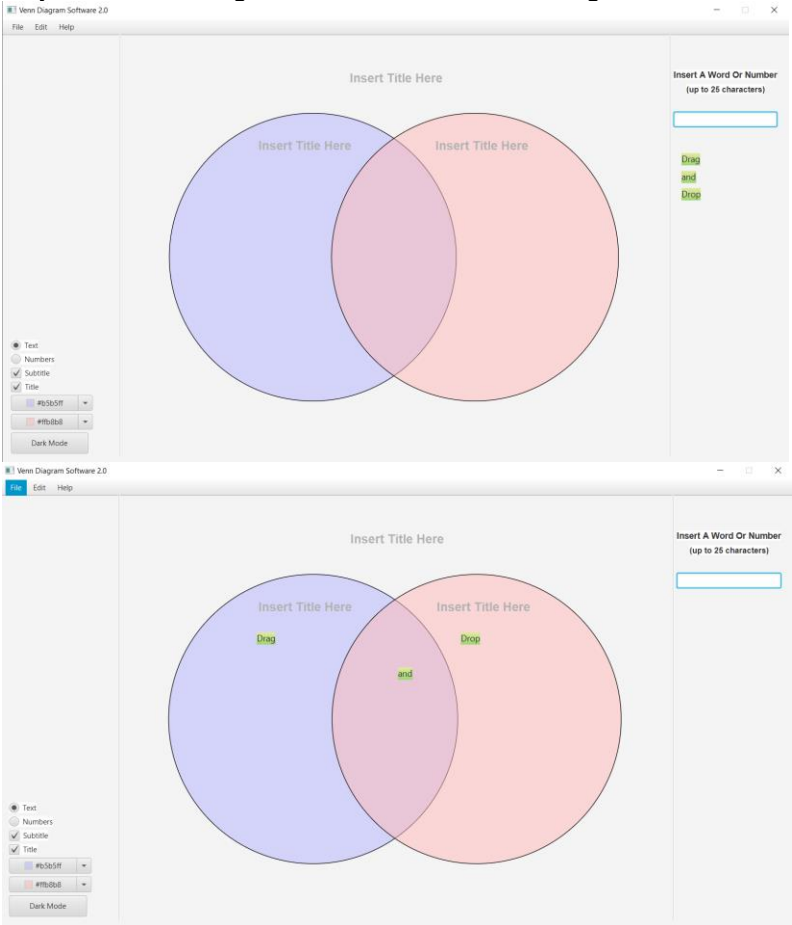 Venn Diagram Software 2.0
File Edit Help
Insert Title Here
Insert Title Here Insert Title Here
Insert A Word Or Number
(up to 25 characters)
Drag
and
Drop
Text
Numbers
Subtitle
Title
#b5b5ff
#ffb8b8
Dark Mode
Venn Diagram Software 2.0
File Edit Help
Insert Title Here
Insert Title Here Insert Title Here
Drag Drop
and
Insert A Word Or Number
(up to 25 characters)
Text
Numbers
Subtitle
Title
#b5b5ff
#ffb8b8
Dark Mode